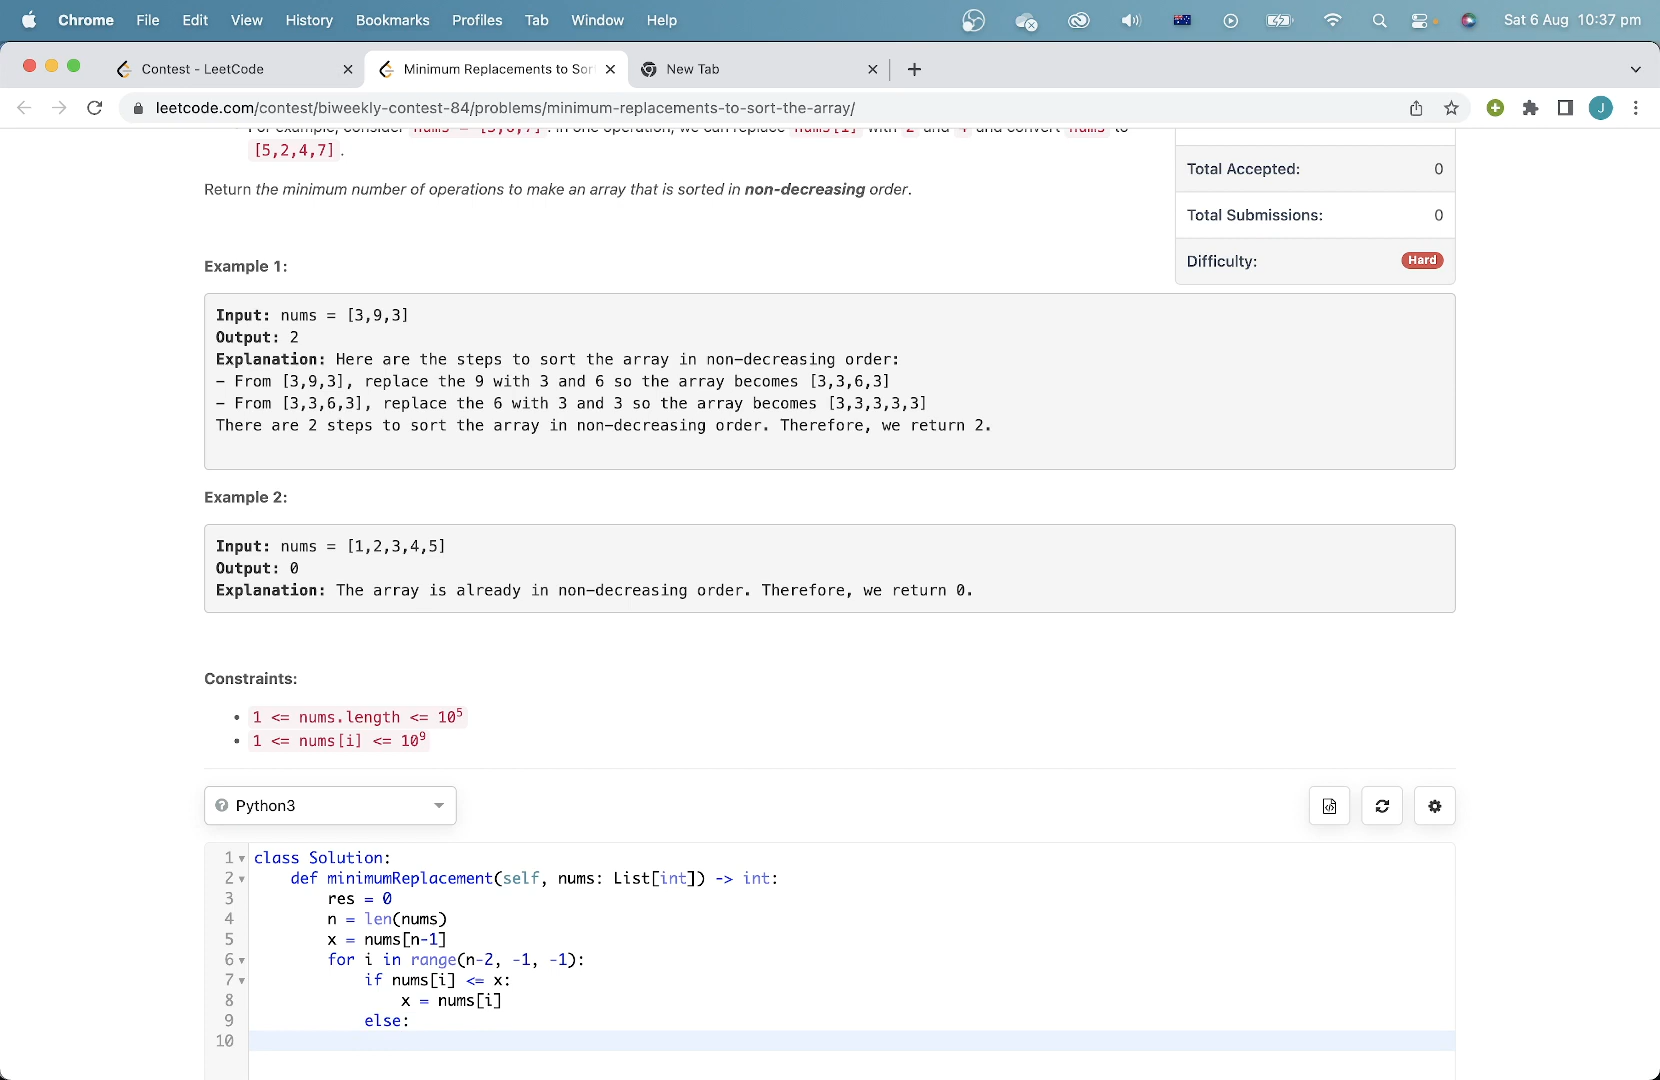 Chrome File Edit View History Bookmarks Profiles Tab Window Help Sat 6 Aug 10:37 pm
Contest - LeetCode Minimum Replacements to Sor New Tab
leetcode.com/contest/biweekly-contest-84/problems/minimum-replacements-to-sort-the-array/ J
[5,2,4,7] .
Total Accepted: 0
Return the minimum number of operations to make an array that is sorted in non-decreasing order.
Total Submissions: 0
Difficulty: Hard
Example 1:
Input: nums = [3,9,3]
Output: 2
Explanation: Here are the steps to sort the array in non-decreasing order:
- From [3,9,3], replace the 9 with 3 and 6 so the array becomes [3,3,6,3]
- From [3,3,6,3], replace the 6 with 3 and 3 so the array becomes [3,3,3,3,3]
There are 2 steps to sort the array in non-decreasing order. Therefore, we return 2.
Example 2:
Input: nums = [1,2,3,4,5]
Output: 0
Explanation: The array is already in non-decreasing order. Therefore, we return 0.
Constraints:
• 1 <= nums.length <= 10⁵
• 1 <= nums[i] <= 10⁹
Python3
1 class Solution:
2 def minimumReplacement(self, nums: List[int]) -> int:
3 res = 0
4 n = len(nums)
5 x = nums[n-1]
6 for i in range(n-2, -1, -1):
7 if nums[i] <= x:
8 x = nums[i]
9 else:
10